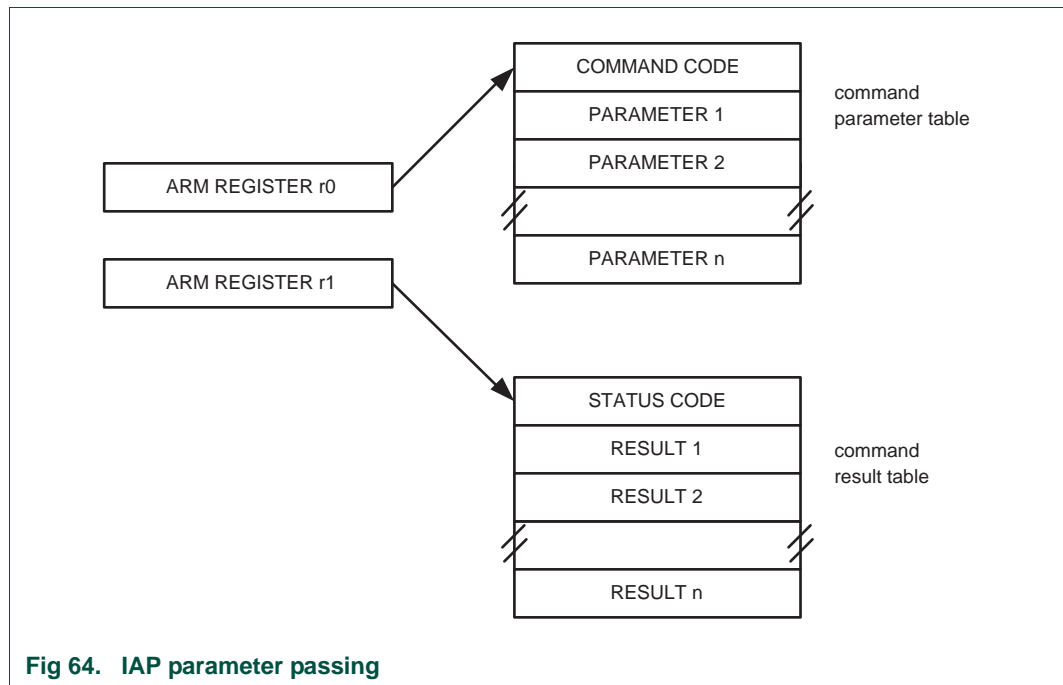 COMMAND CODE
PARAMETER 1
PARAMETER 2
PARAMETER n
command
parameter table
ARM REGISTER r0
ARM REGISTER r1
STATUS CODE
RESULT 1
RESULT 2
RESULT n
command
result table
Fig 64. IAP parameter passing